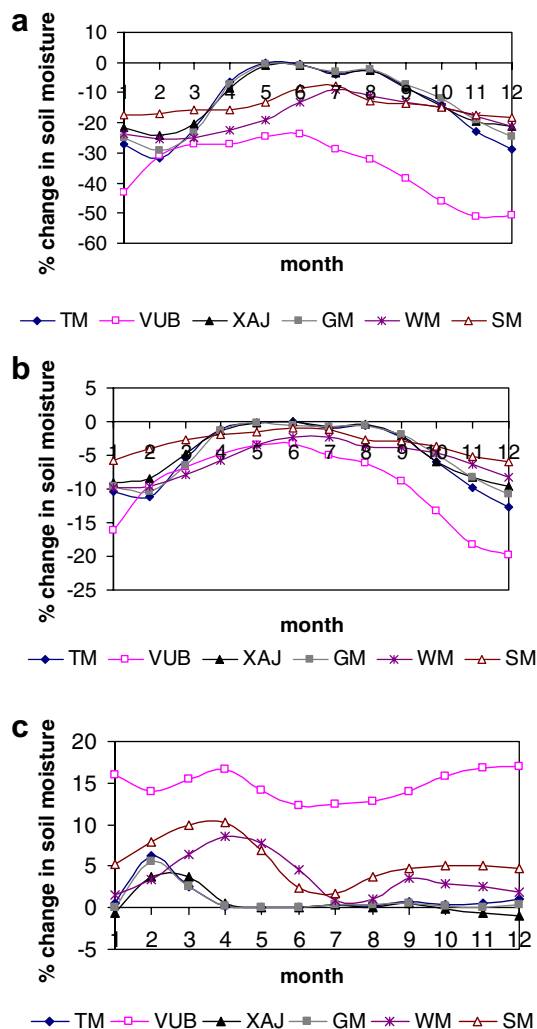 a
% change in soil moisture
10
0
-10
-20
-30
-40
-50
-60
1 2 3 4 5 6 7 8 9 10 11 12
month
TM VUB XAJ GM WM SM
b
% change in soil moisture
5
0
-5
-10
-15
-20
-25
1 2 3 4 5 6 7 8 9 10 11 12
month
TM VUB XAJ GM WM SM
c
% change in soil moisture
20
15
10
5
0
-5
1 2 3 4 5 6 7 8 9 10 11 12
month
TM VUB XAJ GM WM SM